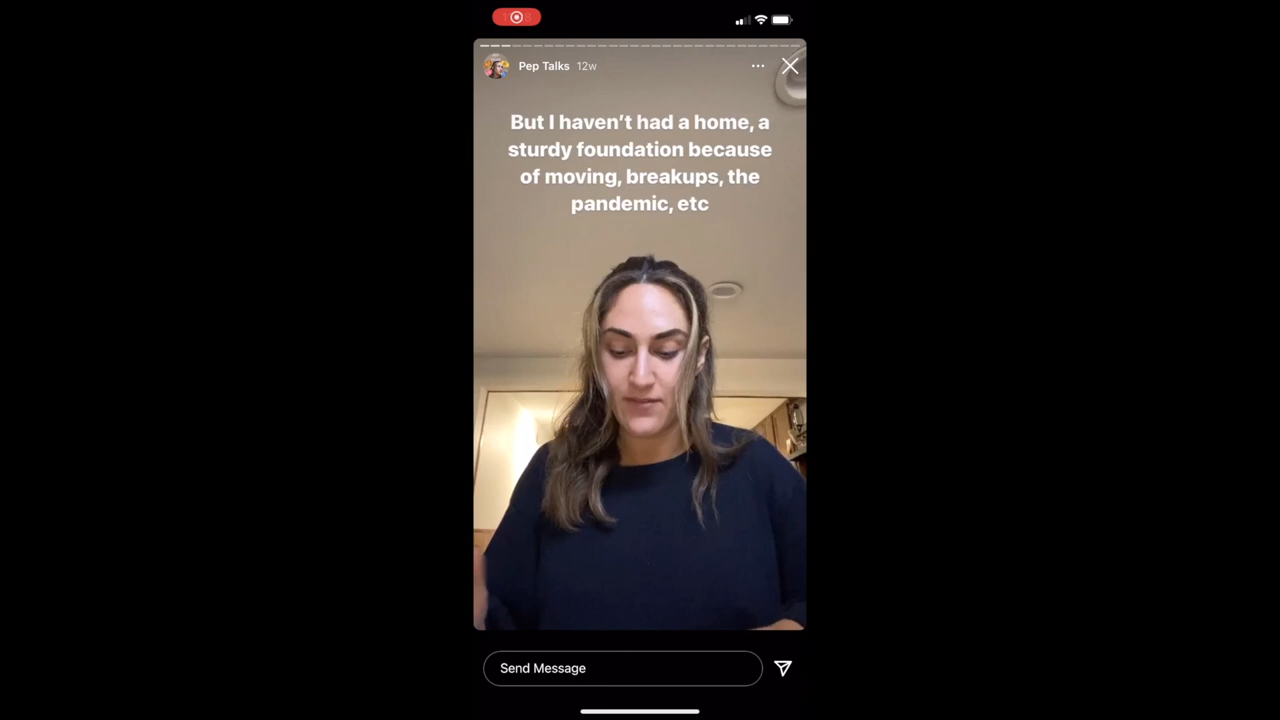 Pep Talks 12w
But I haven't had a home, a
sturdy foundation because
of moving, breakups, the
pandemic, etc
Send Message